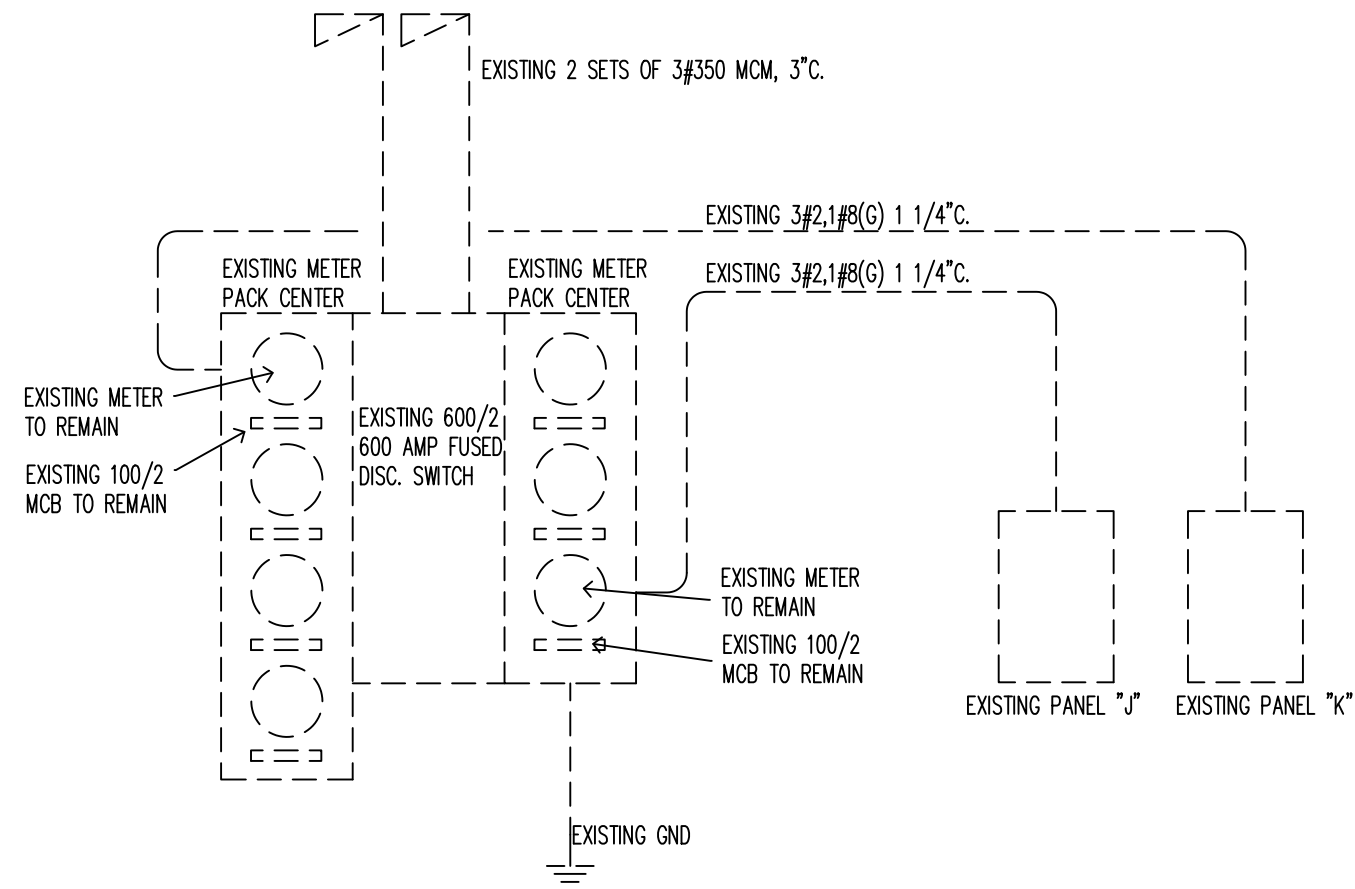 EXISTING 2 SETS OF 3#350 MCM, 3"C.
EXISTING 3#2,1#8(G) 1 1/4"C.
EXISTING 3#2,1#8(G) 1 1/4"C.
EXISTING METER
PACK CENTER
EXISTING METER
PACK CENTER
EXISTING METER
TO REMAIN
EXISTING 100/2
MCB TO REMAIN
EXISTING 600/2
600 AMP FUSED
DISC. SWITCH
EXISTING METER
TO REMAIN
EXISTING 100/2
MCB TO REMAIN
EXISTING PANEL "J"
EXISTING PANEL "K"
EXISTING GND